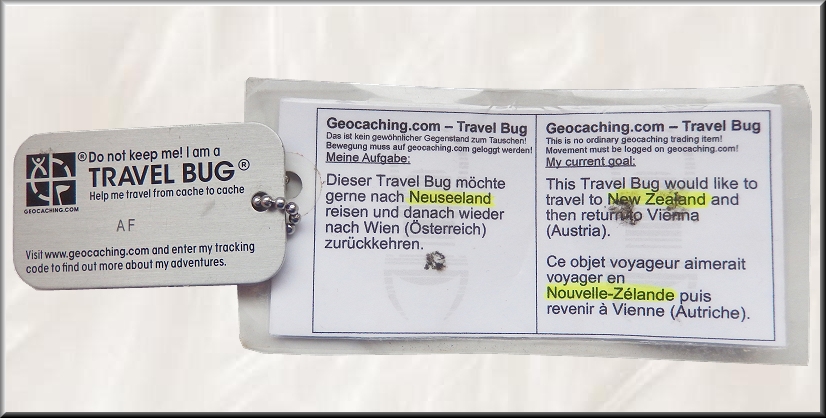 ®Do not keep me! I am a
TRAVEL BUG®
Help me travel from cache to cache
GEOCACHING.COM
AF
Visit www.geocaching.com and enter my tracking
code to find out more about my adventures.
Geocaching.com – Travel Bug
Das ist kein gewöhnlicher Gegenstand zum Tauschen!
Bewegung muss auf geocaching.com geloggt werden!
Meine Aufgabe:
Dieser Travel Bug möchte
gerne nach Neuseeland
reisen und danach wieder
nach Wien (Österreich)
zurückkehren.
Geocaching.com – Travel Bug
This is no ordinary geocaching trading item!
Movement must be logged on geocaching.com!
My current goal:
This Travel Bug would like to
travel to New Zealand and
then return to Vienna
(Austria).
Ce objet voyageur aimerait
voyager en
Nouvelle-Zélande puis
revenir à Vienne (Autriche).